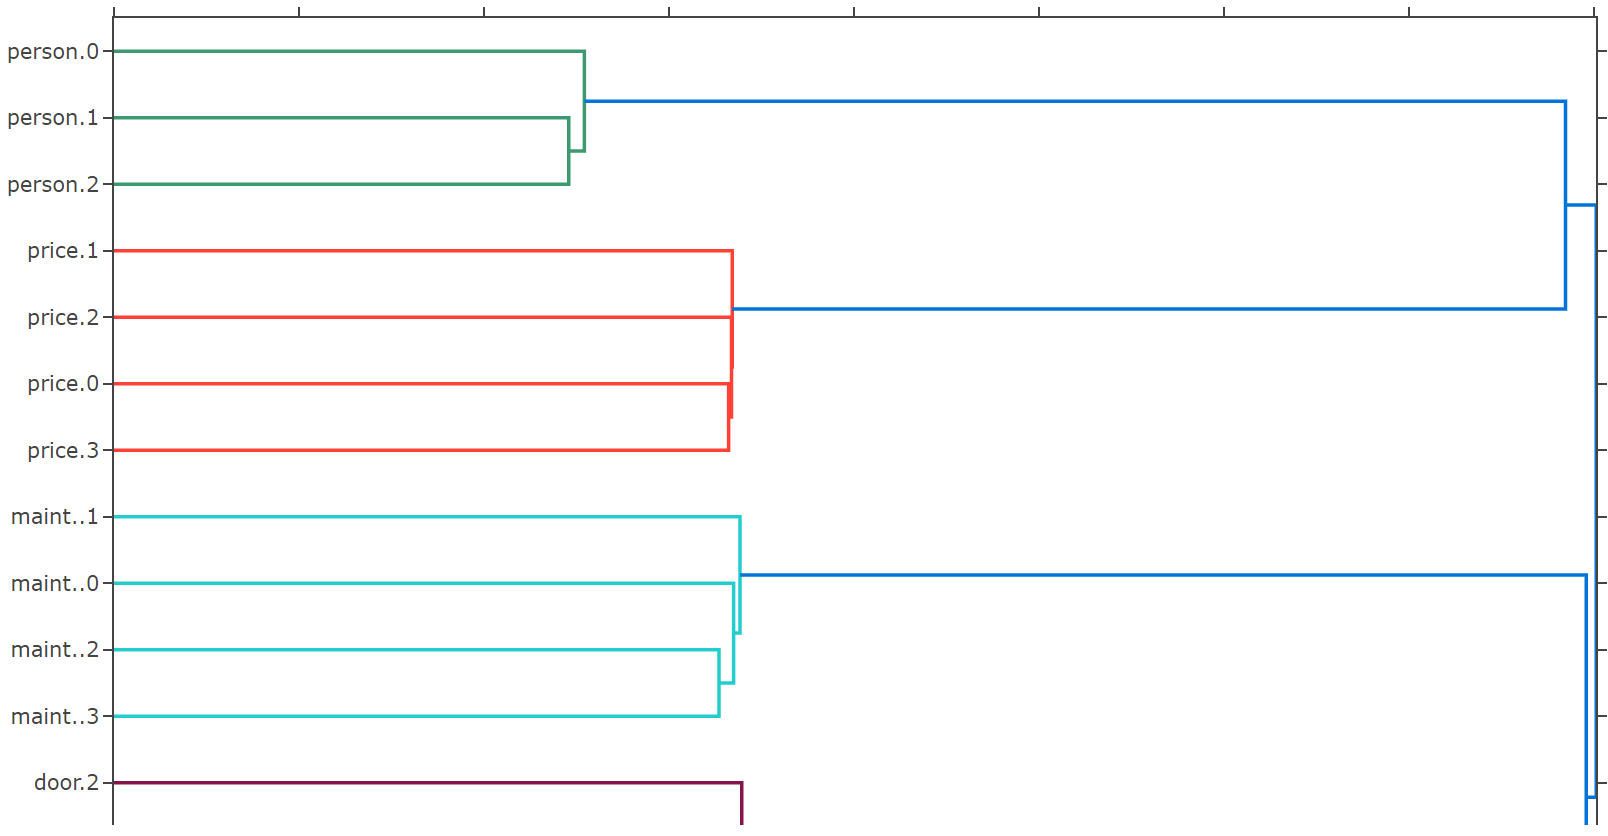 person.0
person.1
person.2
price.1
price.2
price.0
price.3
maint..1
maint..0
maint..2
maint..3
door.2